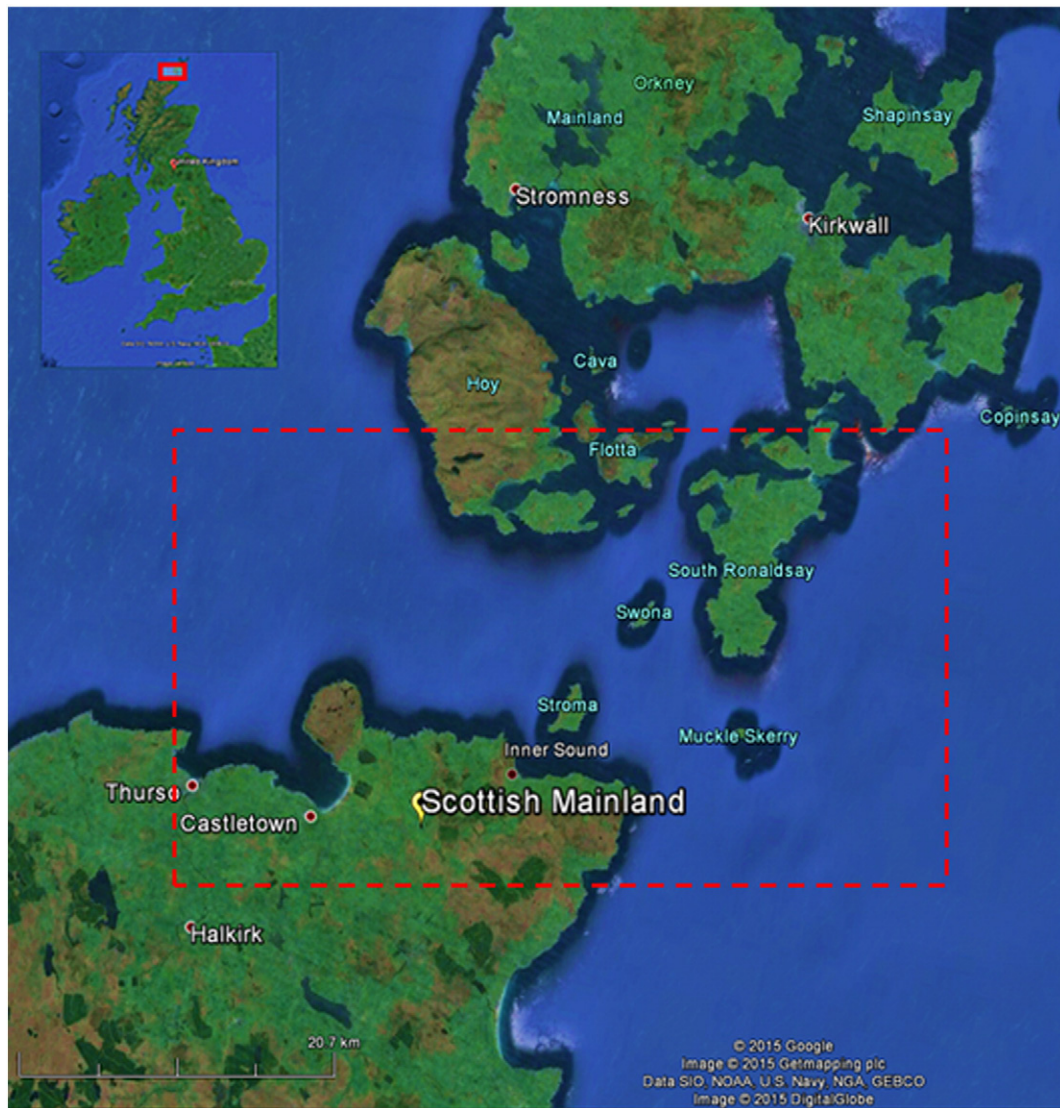 United Kingdom
Orkney
Mainland
Shapinsay
Stromness
Kirkwall
Cava
Hoy
Copinsay
Flotta
South Ronaldsay
Swona
Stroma
Muckle Skerry
Inner Sound
Thurso
Scottish Mainland
Castletown
Halkirk
20.7 km
© 2015 Google
Image © 2015 Getmapping plc
Data SIO, NOAA, U.S. Navy, NGA, GEBCO
Image © 2015 DigitalGlobe